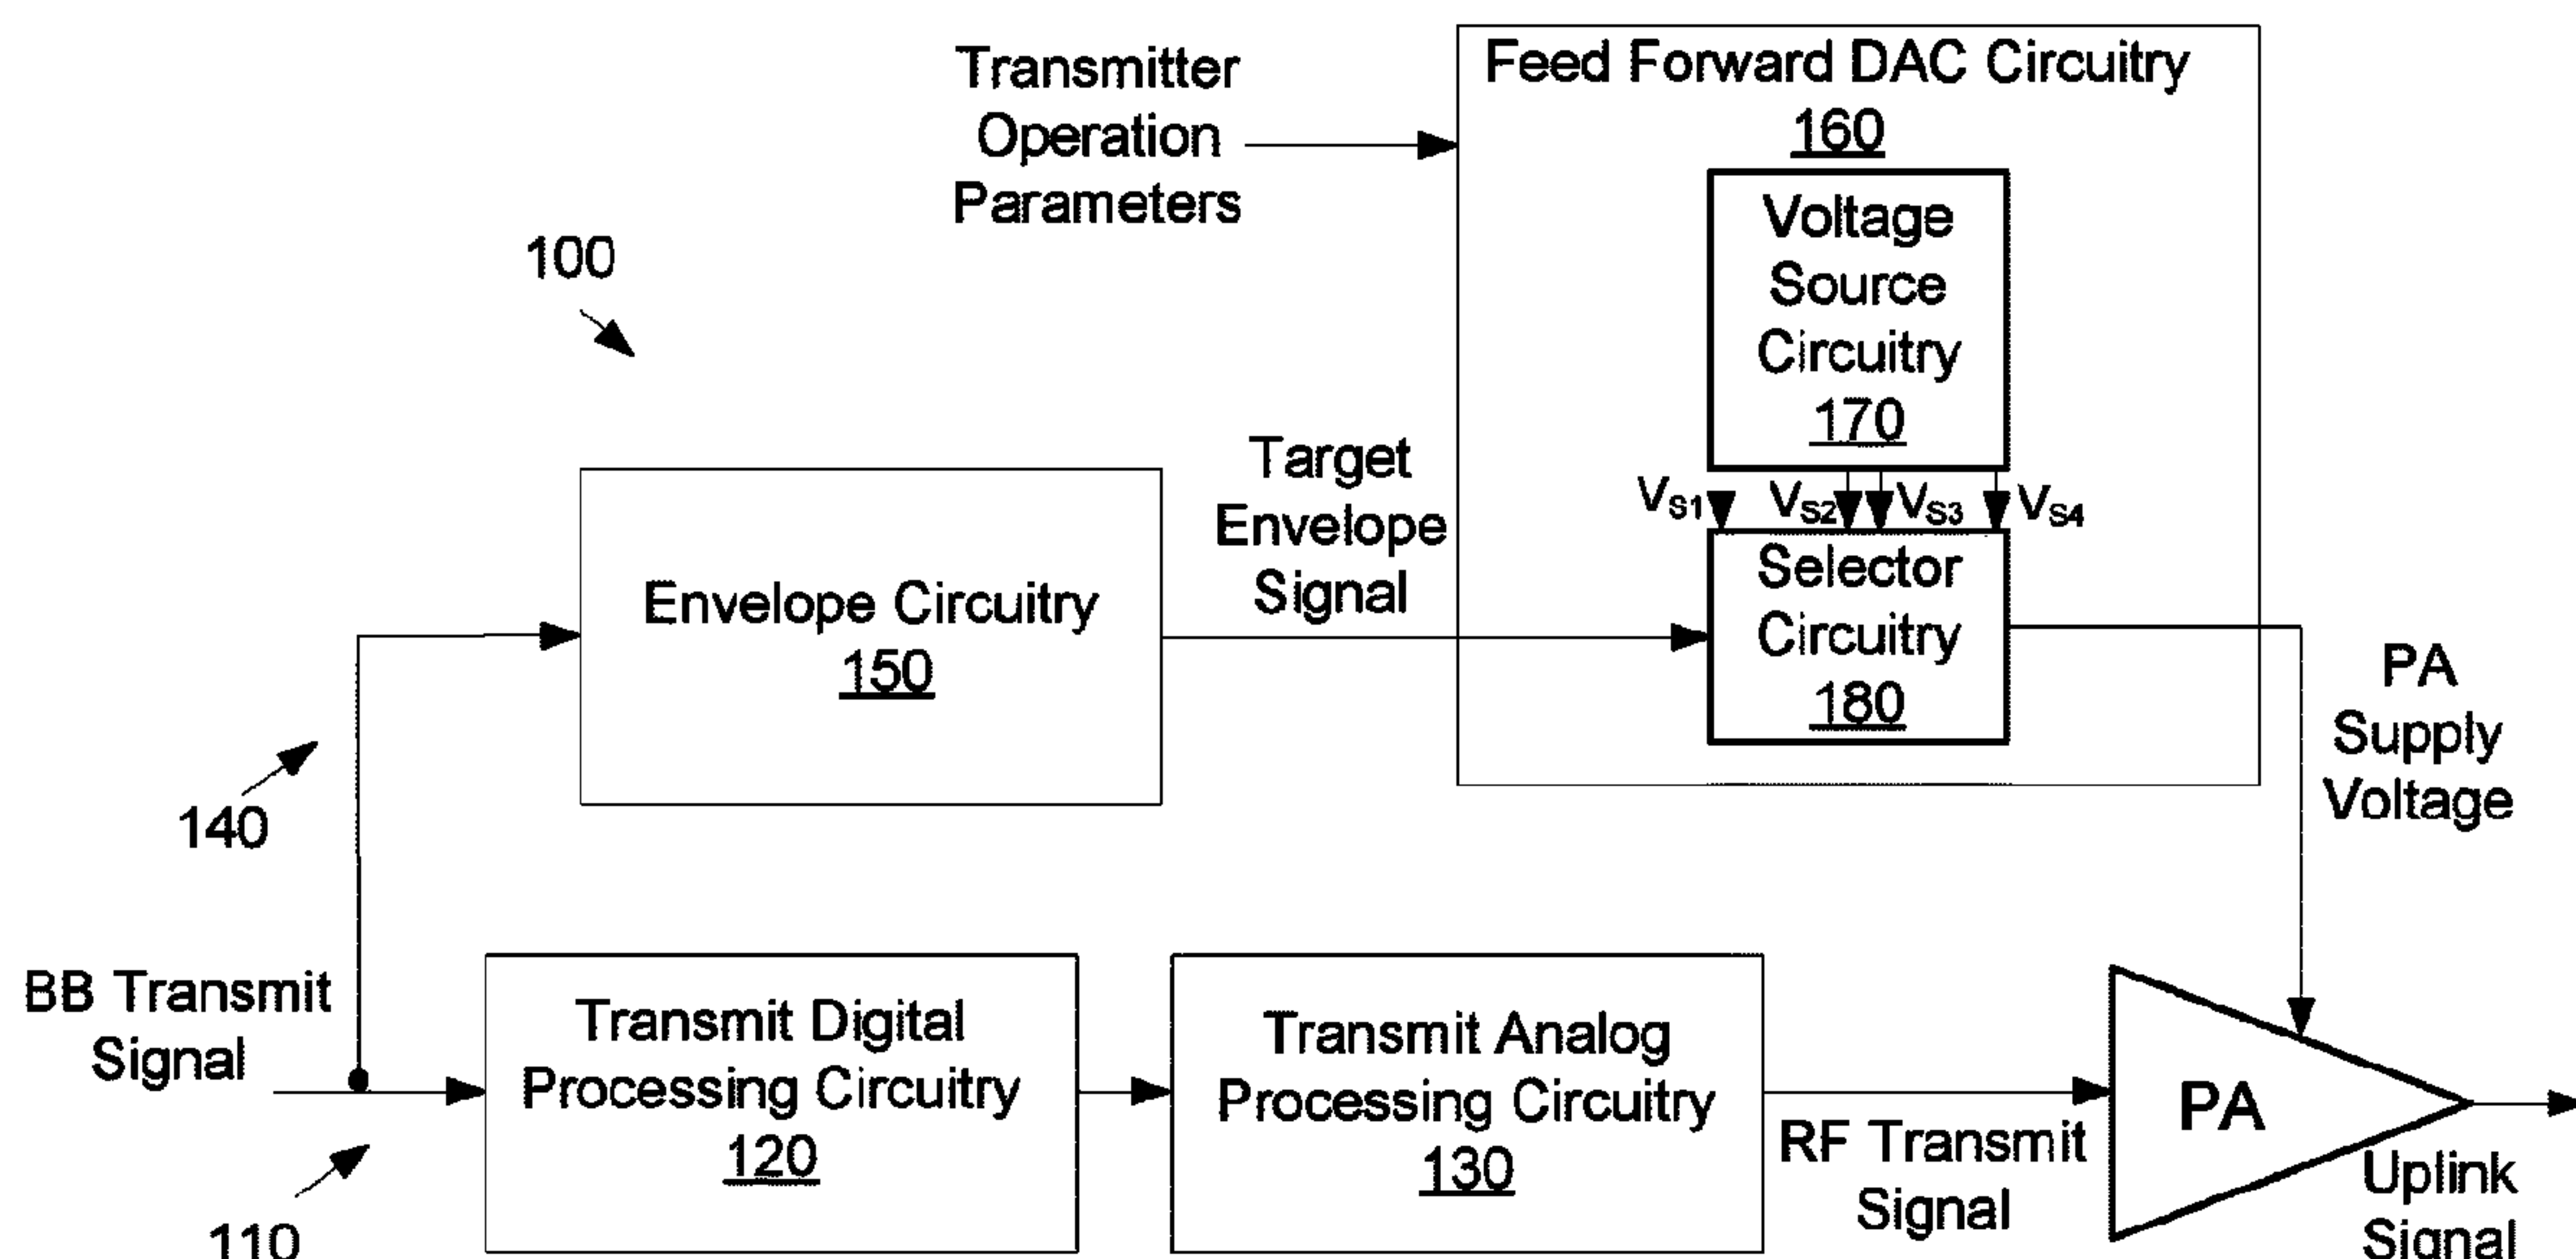 Transmitter
Operation
Parameters
Feed Forward DAC Circuitry
160
Voltage
Source
Circuitry
170
100
VS1
VS2
VS3
VS4
Target
Envelope
Signal
Envelope Circuitry
150
Selector
Circuitry
180
PA
Supply
Voltage
140
BB Transmit
Signal
Transmit Digital
Processing Circuitry
120
Transmit Analog
Processing Circuitry
130
RF Transmit
Signal
PA
Uplink
Signal
110